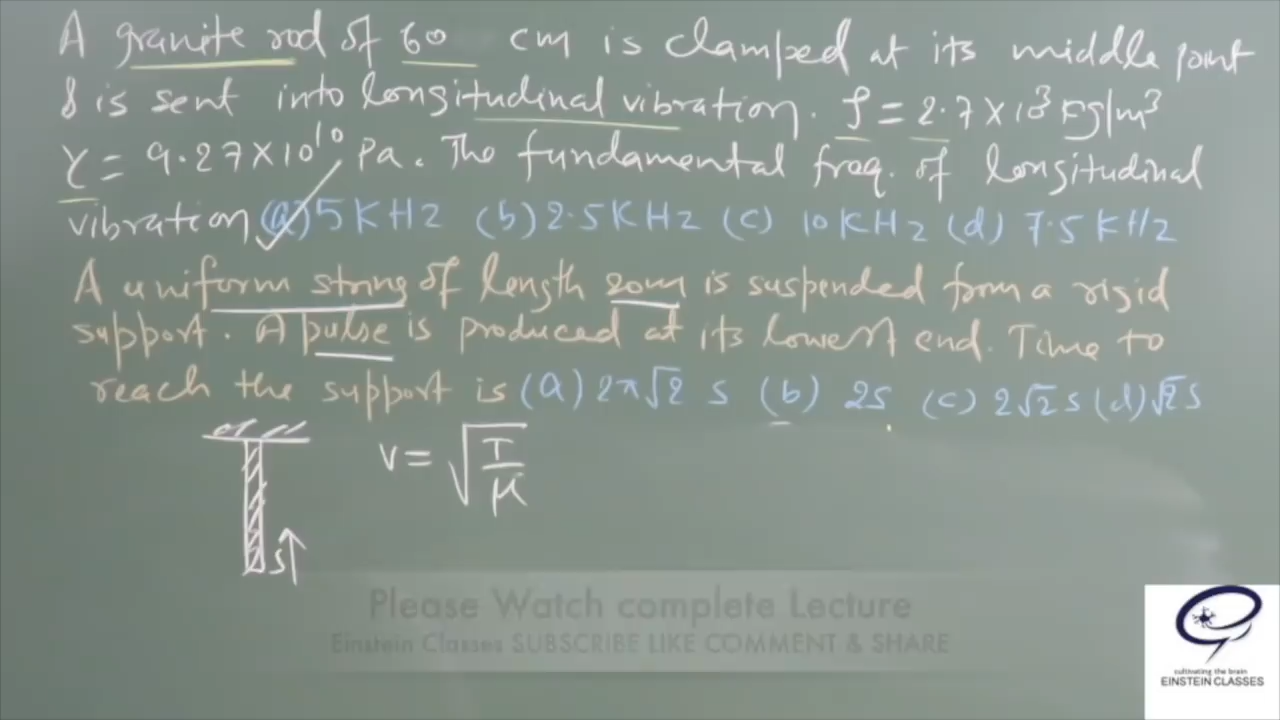 A granite rod of 60 cm is clamped at its middle point
& is sent into longitudinal vibration. ρ = 2.7×10³ kg/m³
Y = 9.27×10¹⁰ Pa. The fundamental freq. of longitudinal
vibration (a) 5 KHz (b) 2.5 KHz (c) 10 KHz (d) 7.5 KHz
A uniform string of length 20m is suspended from a rigid
support. A pulse is produced at its lowest end. Time to
reach the support is (a) 2π√2 s (b) 2s (c) 2√2 s (d) √2 s
v = √(T/μ)
S
Please Watch complete Lecture
Einstein Classes SUBSCRIBE LIKE COMMENT & SHARE
cultivating the brain
EINSTEIN CLASSES